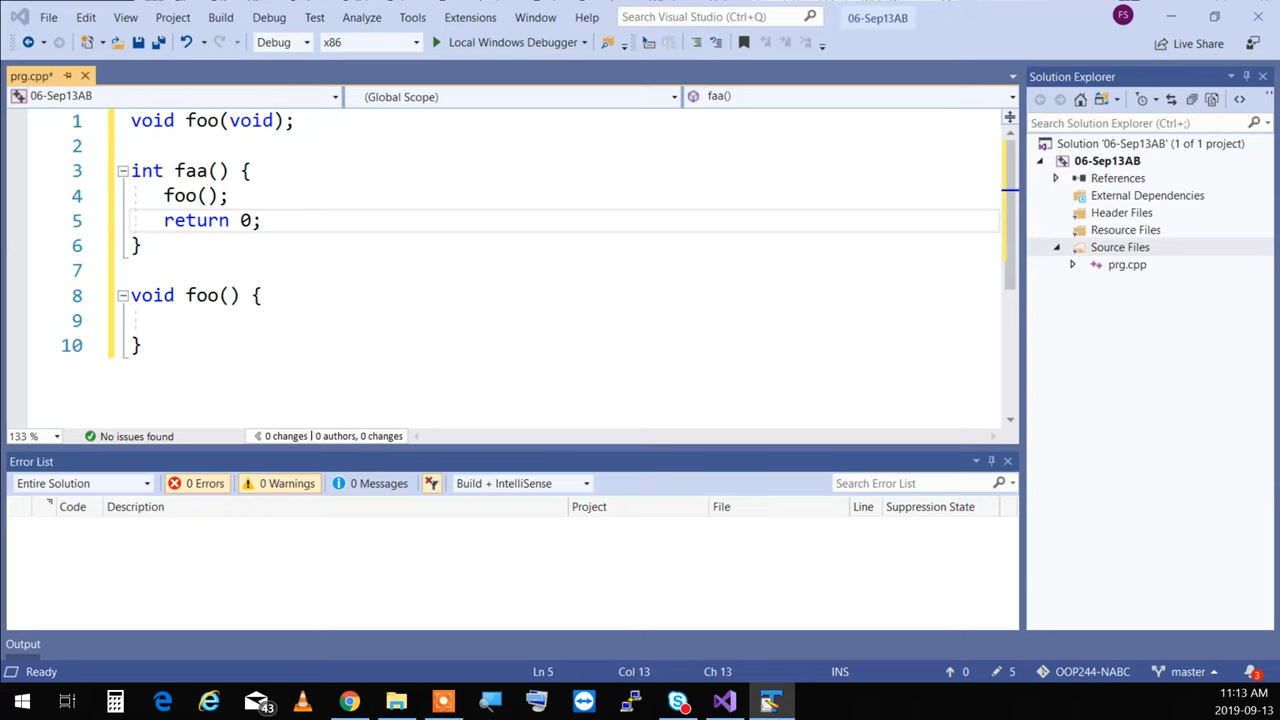 File Edit View Project Build Debug Test Analyze Tools Extensions Window Help Search Visual Studio (Ctrl+Q) 06-Sep13AB FS
Debug x86 Local Windows Debugger Live Share
prg.cpp*
06-Sep13AB (Global Scope) faa()
1 void foo(void);
2
3 int faa() {
4 foo();
5 return 0;
6 }
7
8 void foo() {
9
10 }
133 % No issues found 0 changes | 0 authors, 0 changes
Error List
Entire Solution 0 Errors 0 Warnings 0 Messages Build + IntelliSense Search Error List
Code Description Project File Line Suppression State
Output
Solution Explorer
Search Solution Explorer (Ctrl+;)
Solution '06-Sep13AB' (1 of 1 project)
06-Sep13AB
References
External Dependencies
Header Files
Resource Files
Source Files
prg.cpp
Ready Ln 5 Col 13 Ch 13 INS 0 5 OOP244-NABC master 3
43
11:13 AM
2019-09-13